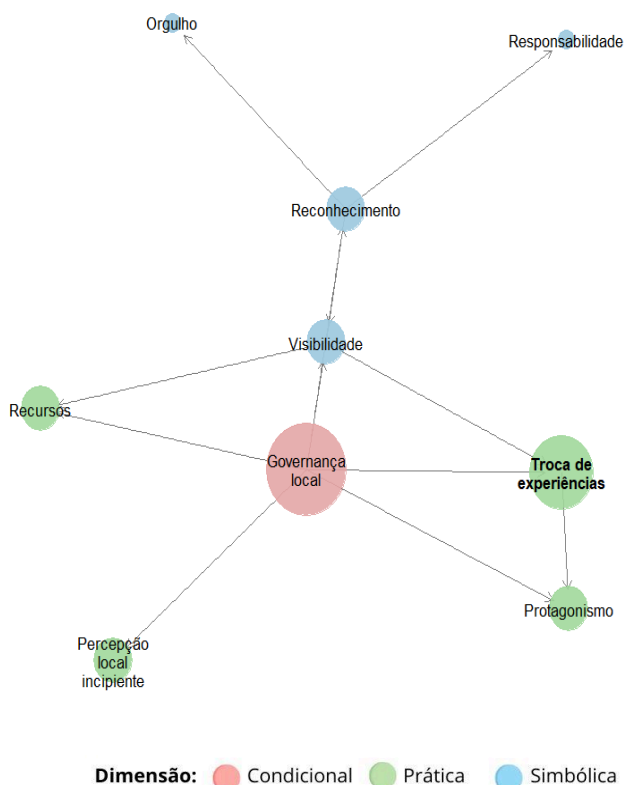 Orgulho
Responsabilidade
Reconhecimento
Visibilidade
Recursos
Governança
local
Troca de
experiências
Protagonismo
Percepção
local
incipiente
Dimensão: Condicional Prática Simbólica